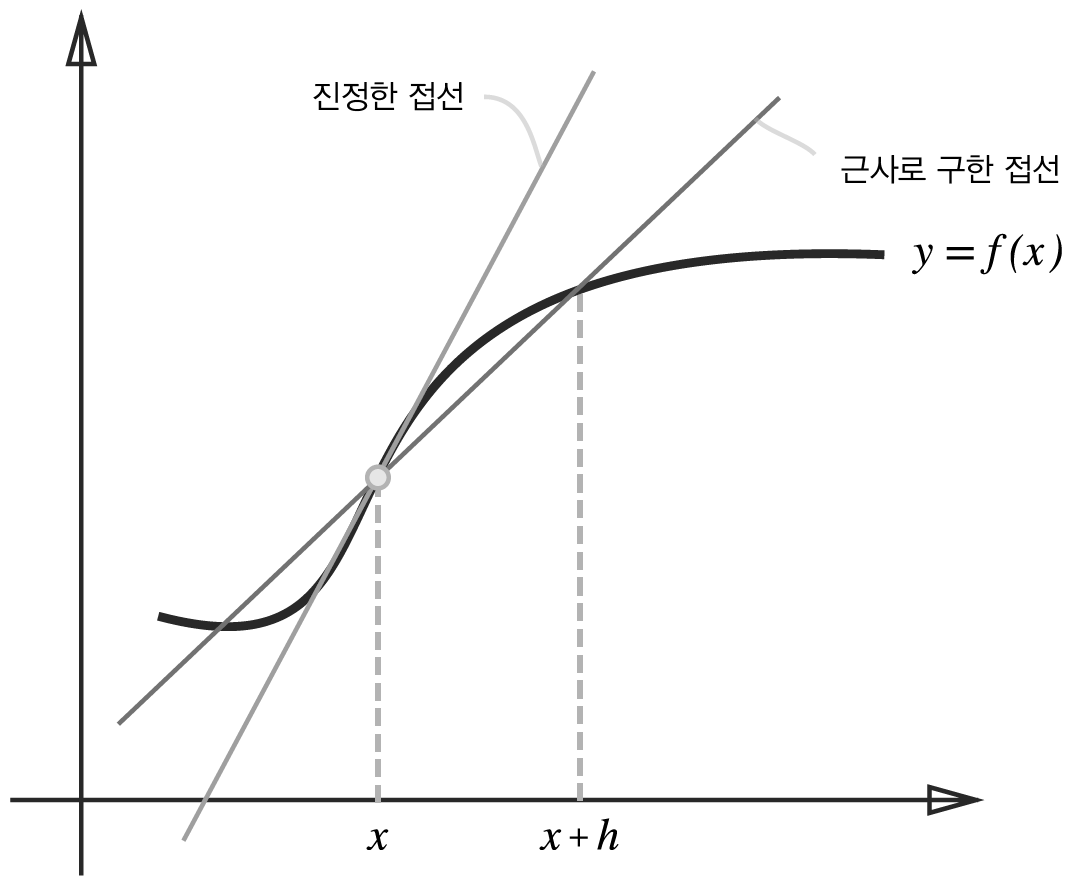 진정한 접선
근사로 구한 접선
y = f(x)
x
x + h